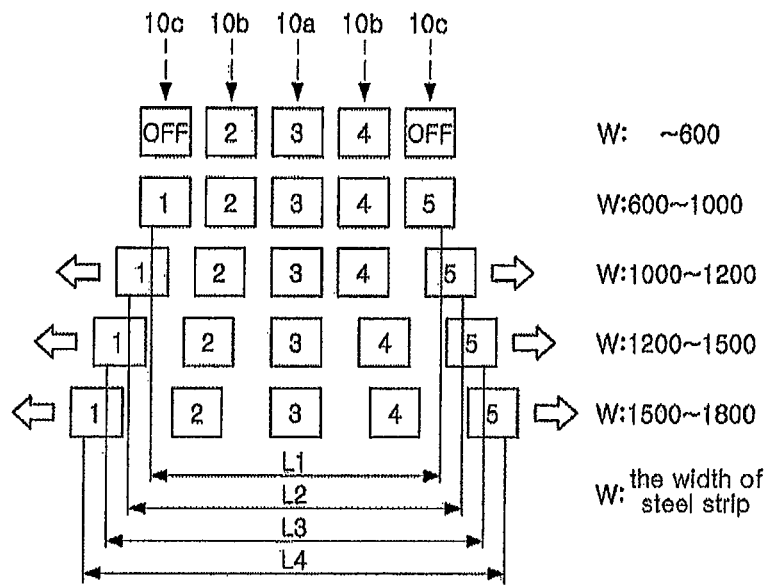 10c 10b 10a 10b 10c
OFF 2 3 4 OFF W: ~600
1 2 3 4 5 W:600~1000
1 2 3 4 5 W:1000~1200
1 2 3 4 5 W:1200~1500
1 2 3 4 5 W:1500~1800
L1
L2
L3
L4
W: the width of
steel strip